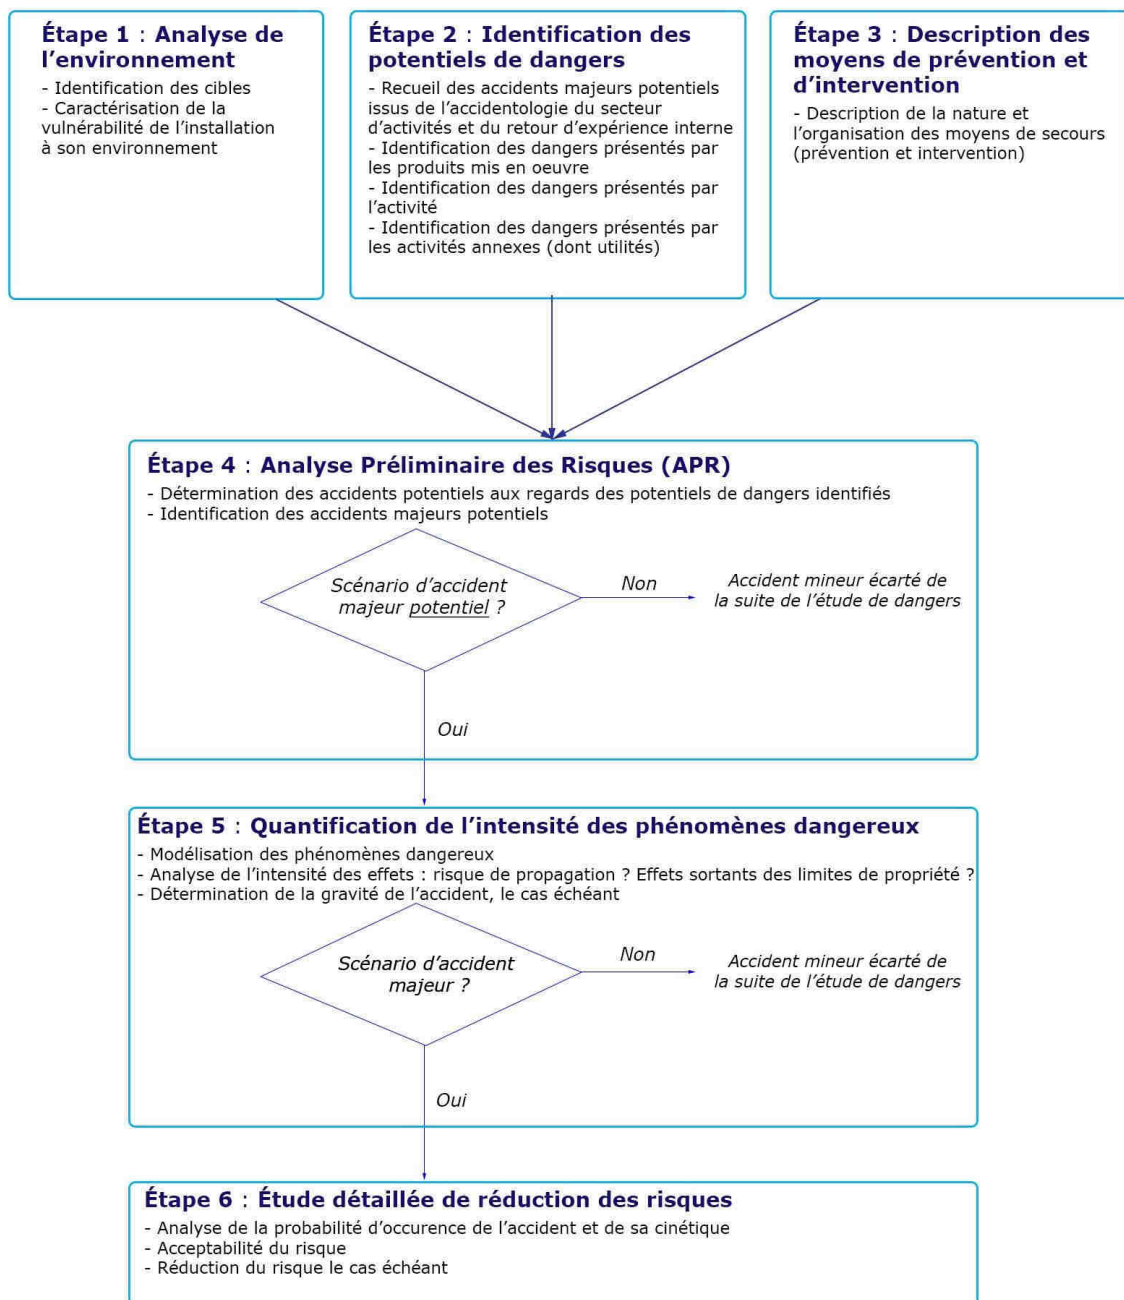 Étape 1 : Analyse de
l’environnement
- Identification des cibles
- Caractérisation de la
vulnérabilité de l’installation
à son environnement
Étape 2 : Identification des
potentiels de dangers
- Recueil des accidents majeurs potentiels
issus de l’accidentologie du secteur
d’activités et du retour d’expérience interne
- Identification des dangers présentés par
les produits mis en oeuvre
- Identification des dangers présentés par
l’activité
- Identification des dangers présentés par
les activités annexes (dont utilités)
Étape 3 : Description des
moyens de prévention et
d’intervention
- Description de la nature et
l’organisation des moyens de secours
(prévention et intervention)
Étape 4 : Analyse Préliminaire des Risques (APR)
- Détermination des accidents potentiels aux regards des potentiels de dangers identifiés
- Identification des accidents majeurs potentiels
Scénario d’accident
majeur potentiel ?
Non
Accident mineur écarté de
la suite de l’étude de dangers
Oui
Étape 5 : Quantification de l’intensité des phénomènes dangereux
- Modélisation des phénomènes dangereux
- Analyse de l’intensité des effets : risque de propagation ? Effets sortants des limites de propriété ?
- Détermination de la gravité de l’accident, le cas échéant
Scénario d’accident
majeur ?
Non
Accident mineur écarté de
la suite de l’étude de dangers
Oui
Étape 6 : Étude détaillée de réduction des risques
- Analyse de la probabilité d’occurence de l’accident et de sa cinétique
- Acceptabilité du risque
- Réduction du risque le cas échéant